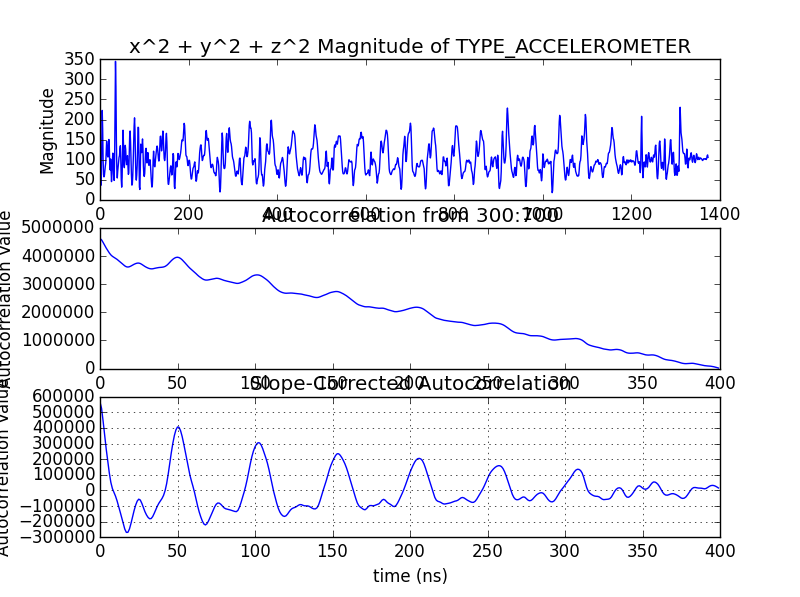 x^2 + y^2 + z^2 Magnitude of TYPE_ACCELEROMETER
350
300
250
200
150
100
50
0
Magnitude
0 200 400 600 800 1000 1200 1400
Autocorrelation from 300:700
5000000
4000000
3000000
2000000
1000000
0
Autocorrelation Value
0 50 100 150 200 250 300 350 400
Slope-Corrected Autocorrelation
600000
500000
400000
300000
200000
100000
0
−100000
−200000
−300000
Autocorrelation Value
0 50 100 150 200 250 300 350 400
time (ns)